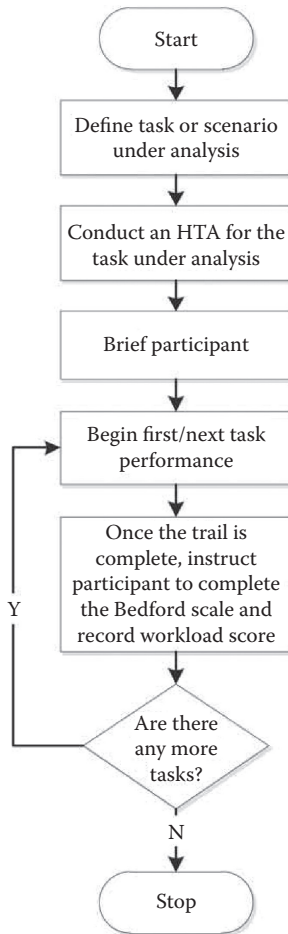 Start
Define task or scenario
under analysis
Conduct an HTA for the
task under analysis
Brief participant
Begin first/next task
performance
Once the trail is
complete, instruct
participant to complete
the Bedford scale and
record workload score
Y
Are there
any more
tasks?
N
Stop